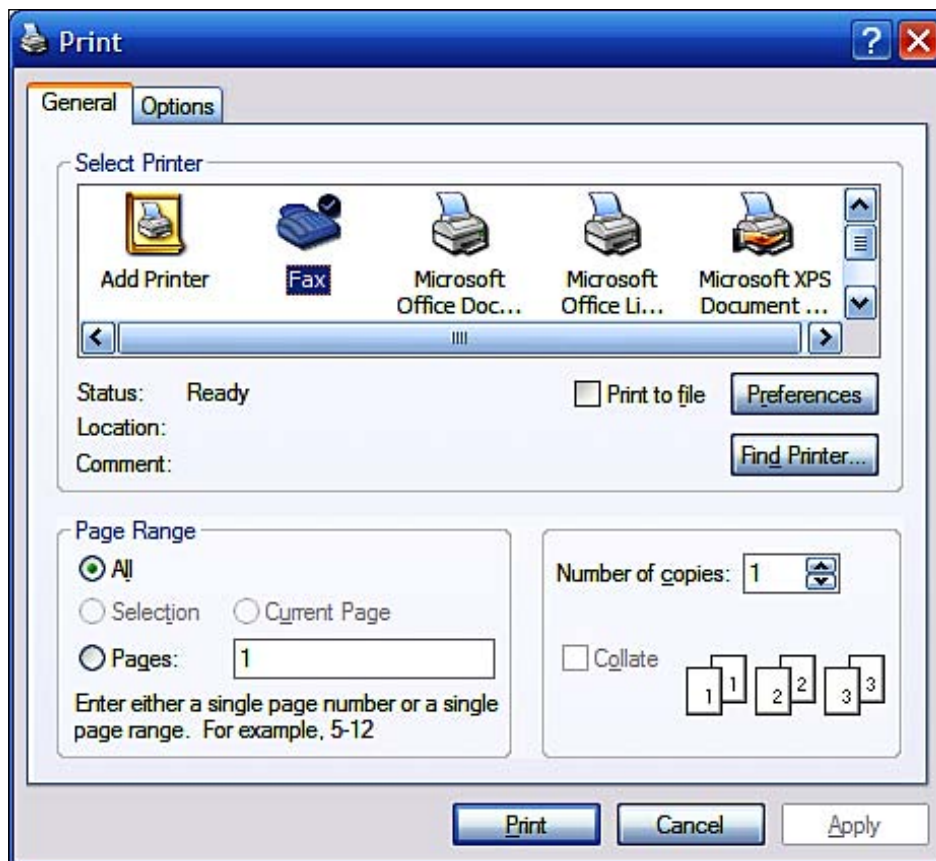 Print
General Options
Select Printer
Add Printer
Fax
Microsoft
Office Doc...
Microsoft
Office Li...
Microsoft XPS
Document ...
Status: Ready
Print to file
Preferences
Location:
Comment:
Find Printer...
Page Range
All
Selection
Current Page
Pages: 1
Enter either a single page number or a single
page range. For example, 5-12
Number of copies: 1
Collate
1 1 2 2 3 3
Print
Cancel
Apply